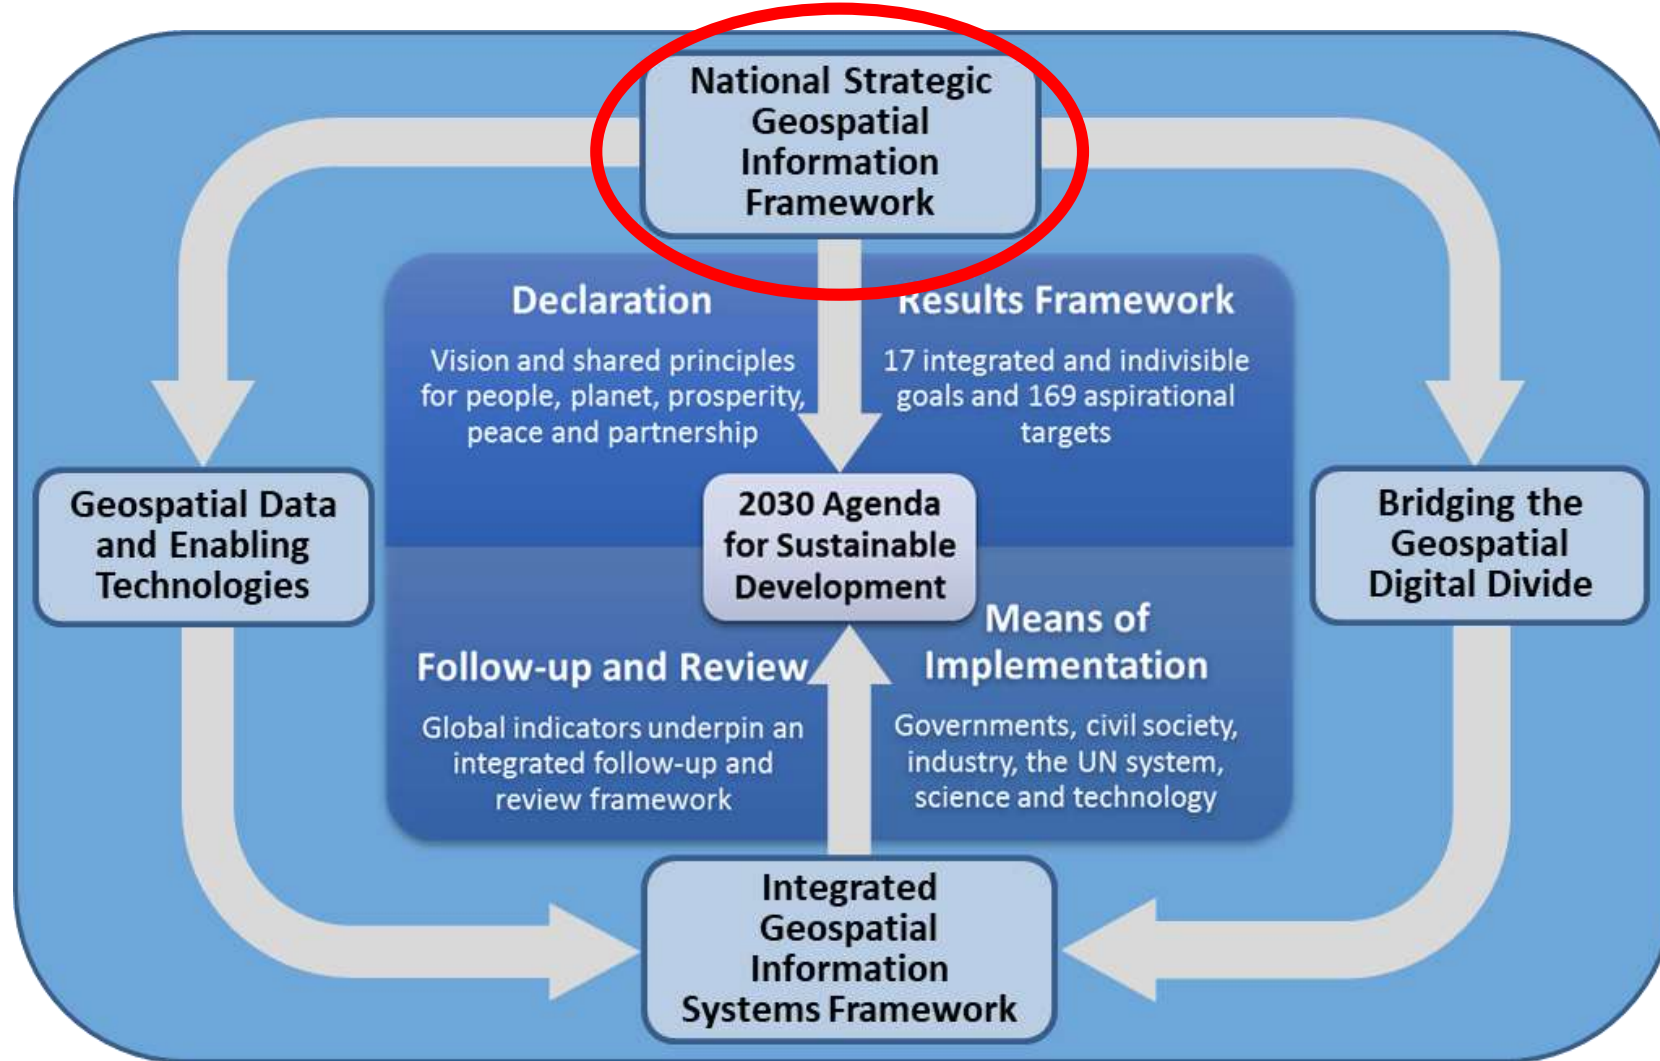 National Strategic
Geospatial
Information
Framework
Declaration
Vision and shared principles
for people, planet, prosperity,
peace and partnership
Results Framework
17 integrated and indivisible
goals and 169 aspirational
targets
Geospatial Data
and Enabling
Technologies
2030 Agenda
for Sustainable
Development
Bridging the
Geospatial
Digital Divide
Follow-up and Review
Global indicators underpin an
integrated follow-up and
review framework
Means of
Implementation
Governments, civil society,
industry, the UN system,
science and technology
Integrated
Geospatial
Information
Systems Framework